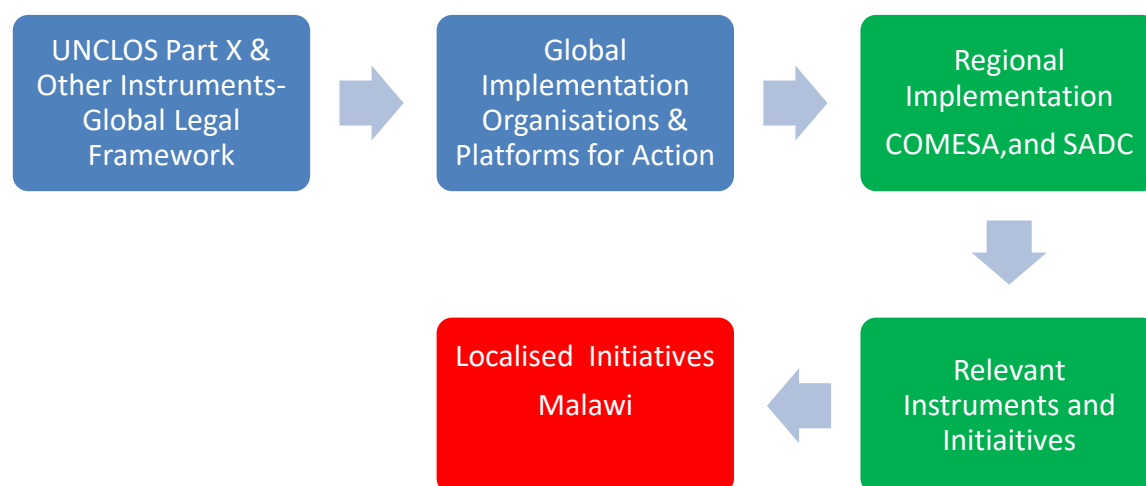 UNCLOS Part X &
Other Instruments-
Global Legal
Framework
Global
Implementation
Organisations &
Platforms for Action
Regional
Implementation
COMESA,and SADC
Relevant
Instruments and
Initiaitives
Localised  Initiatives
Malawi